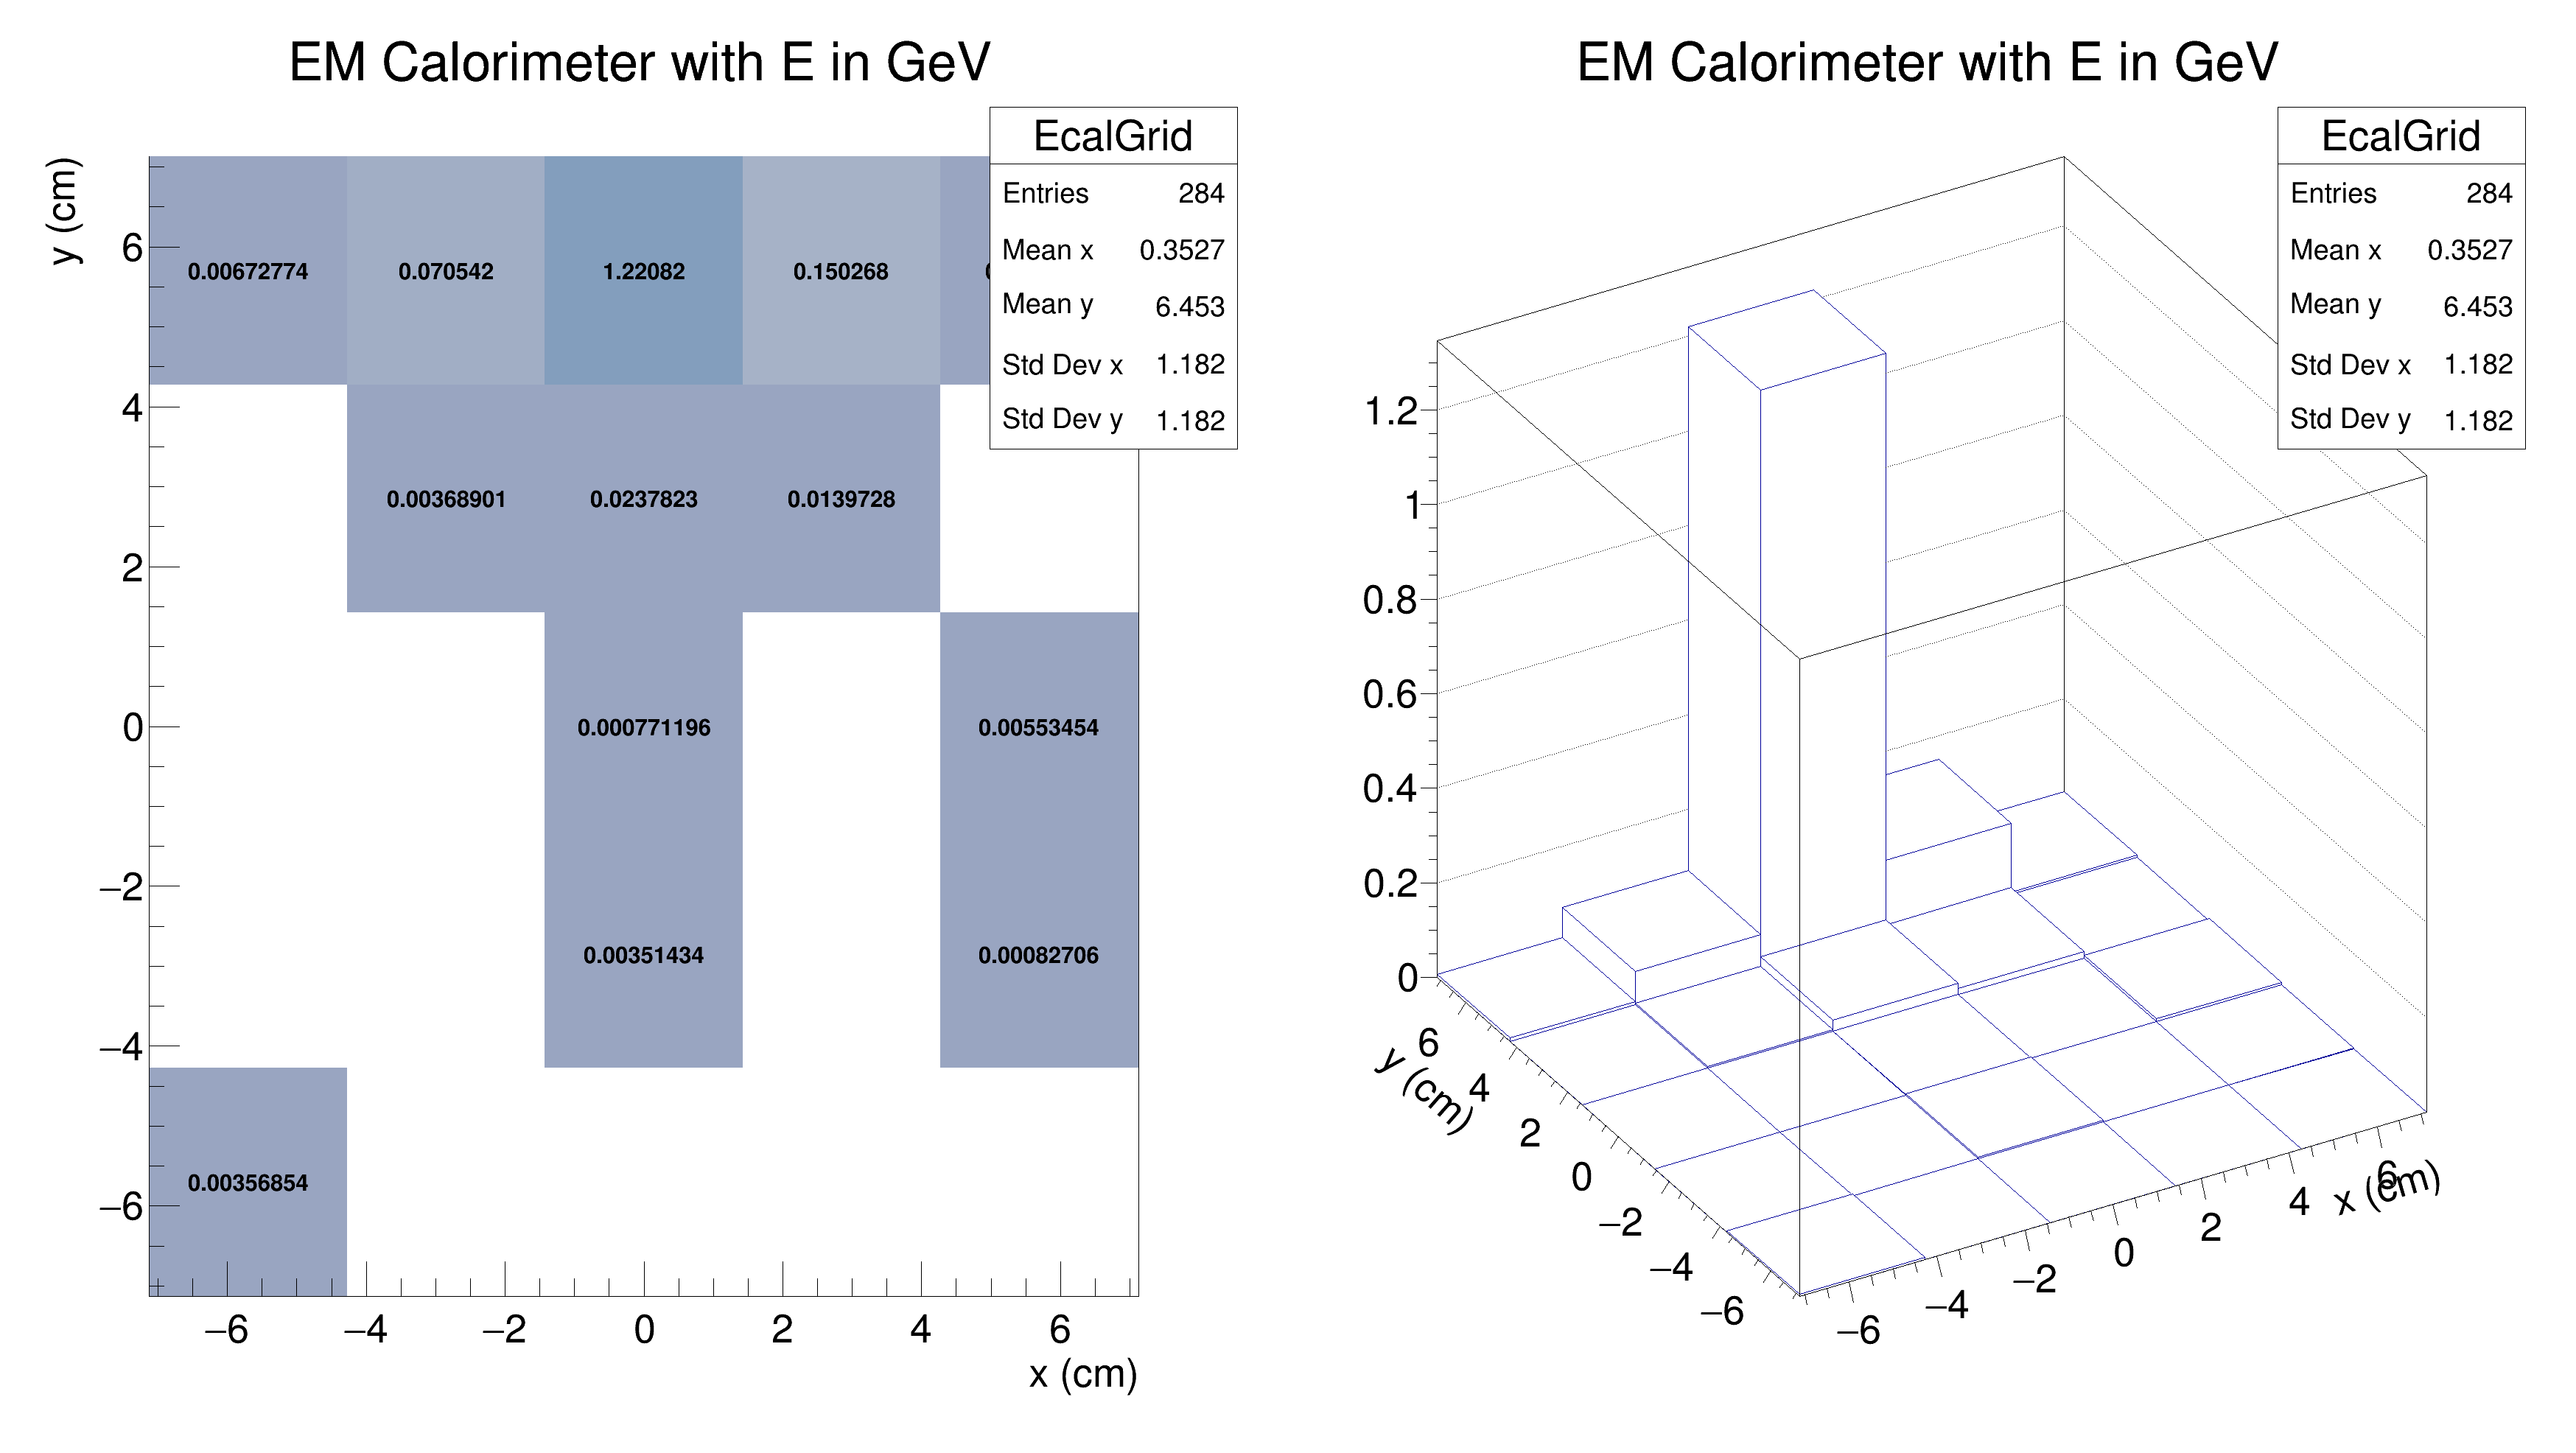 EM Calorimeter with E in GeV
EcalGrid
Entries 284
Mean x 0.3527
Mean y 6.453
Std Dev x 1.182
Std Dev y 1.182
y (cm)
6
4
2
0
−2
−4
−6
0.00672774 0.070542 1.22082 0.150268
0.00368901 0.0237823 0.0139728
0.000771196 0.00553454
0.00351434 0.00082706
0.00356854
−6 −4 −2 0 2 4 6
x (cm)
EM Calorimeter with E in GeV
EcalGrid
Entries 284
Mean x 0.3527
Mean y 6.453
Std Dev x 1.182
Std Dev y 1.182
1.2
1
0.8
0.6
0.4
0.2
0
6
4
2
0
−2
−4
−6
y (cm)
−6
−4
−2
0
2
4
6
x (cm)